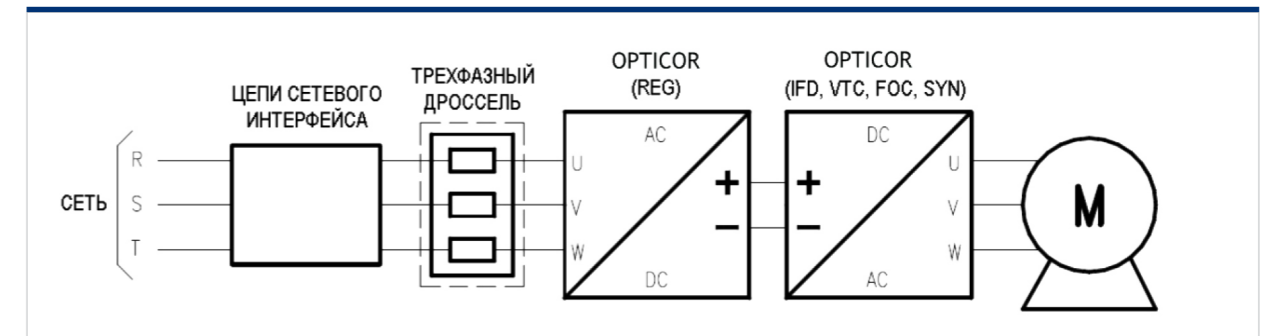 ЦЕПИ СЕТЕВОГО
ИНТЕРФЕЙСА
ТРЕХФАЗНЫЙ
ДРОССЕЛЬ
OPTICOR
(REG)
OPTICOR
(IFD, VTC, FOC, SYN)
СЕТЬ
R
S
T
AC
U
V
W
+
−
DC
DC
+
−
U
V
W
AC
M